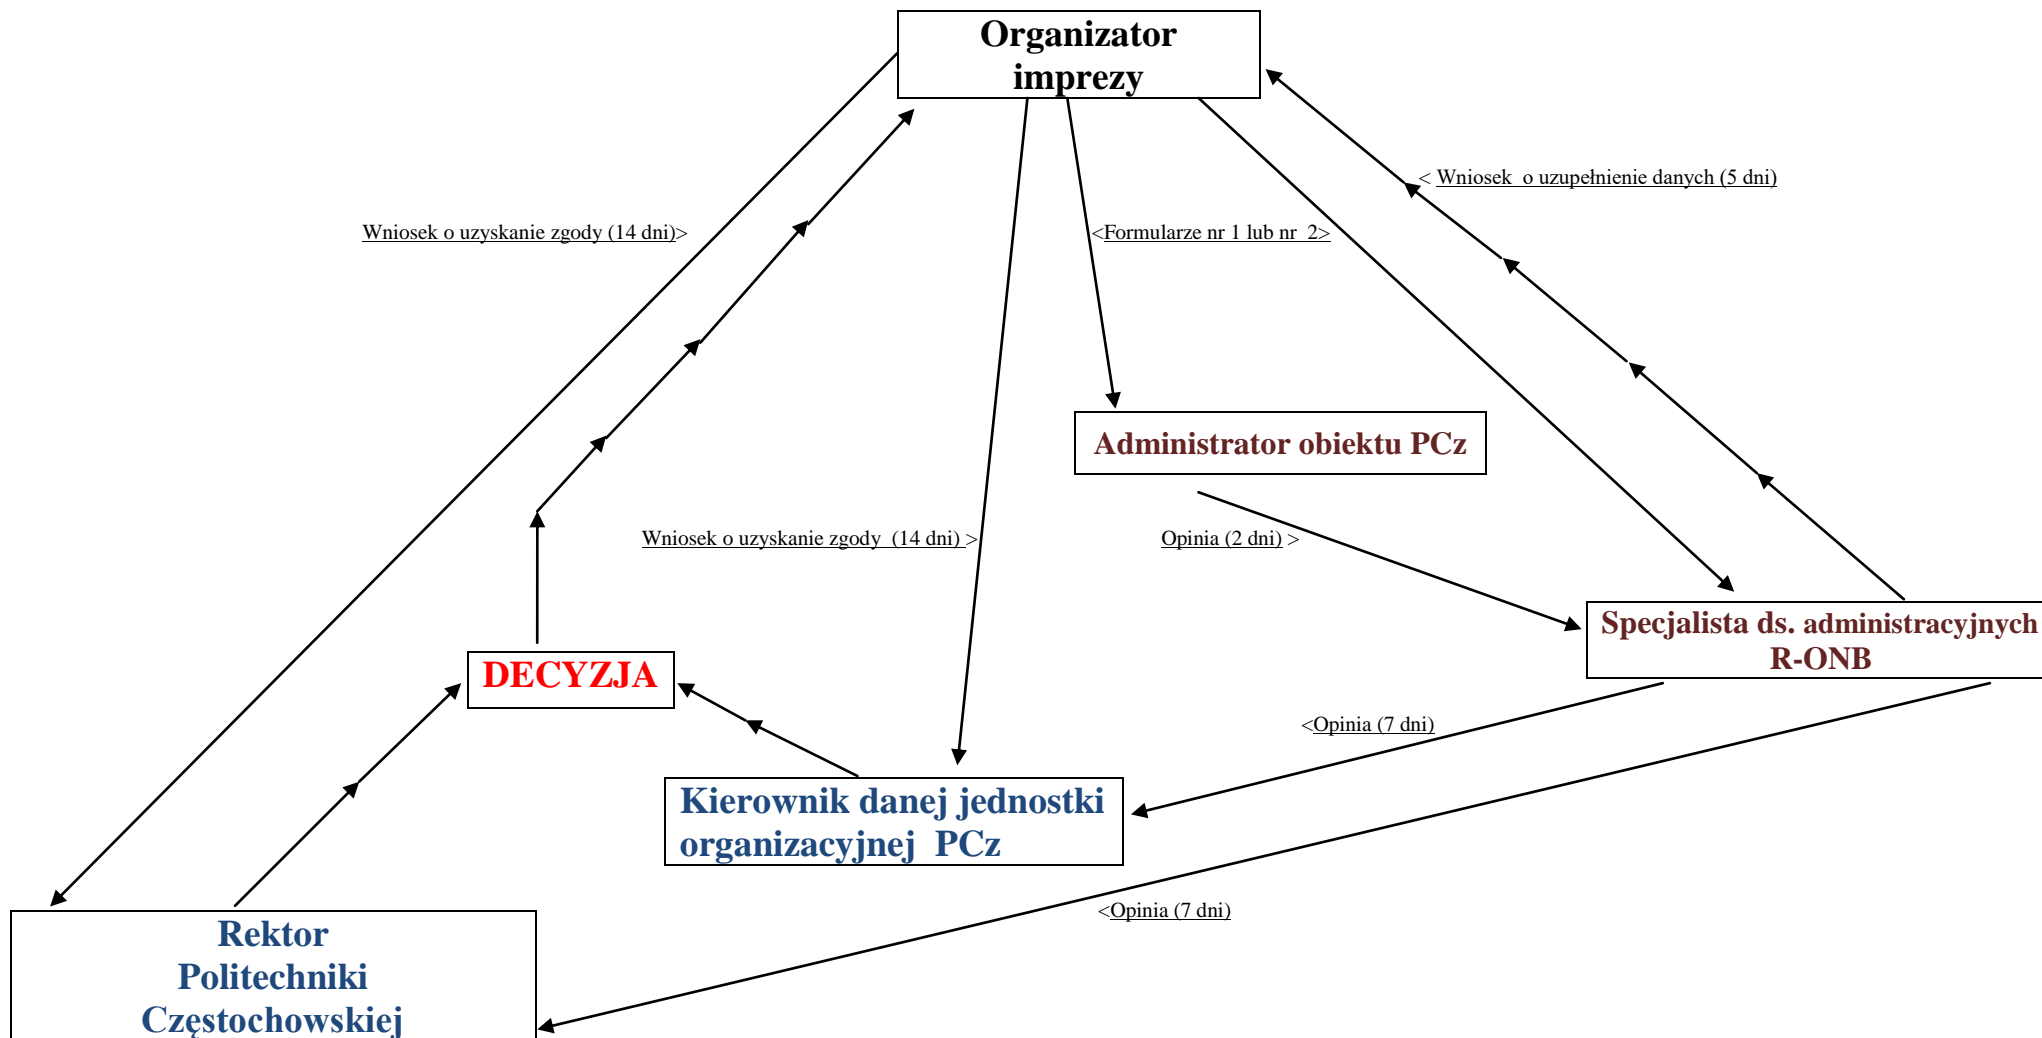 Organizator
imprezy
< Wniosek o uzupełnienie danych (5 dni)
Wniosek o uzyskanie zgody (14 dni)>
<Formularze nr 1 lub nr 2>
Administrator obiektu PCz
Wniosek o uzyskanie zgody (14 dni) >
Opinia (2 dni) >
Specjalista ds. administracyjnych
R-ONB
DECYZJA
<Opinia (7 dni)
Kierownik danej jednostki
organizacyjnej PCz
<Opinia (7 dni)
Rektor
Politechniki
Częstochowskiej